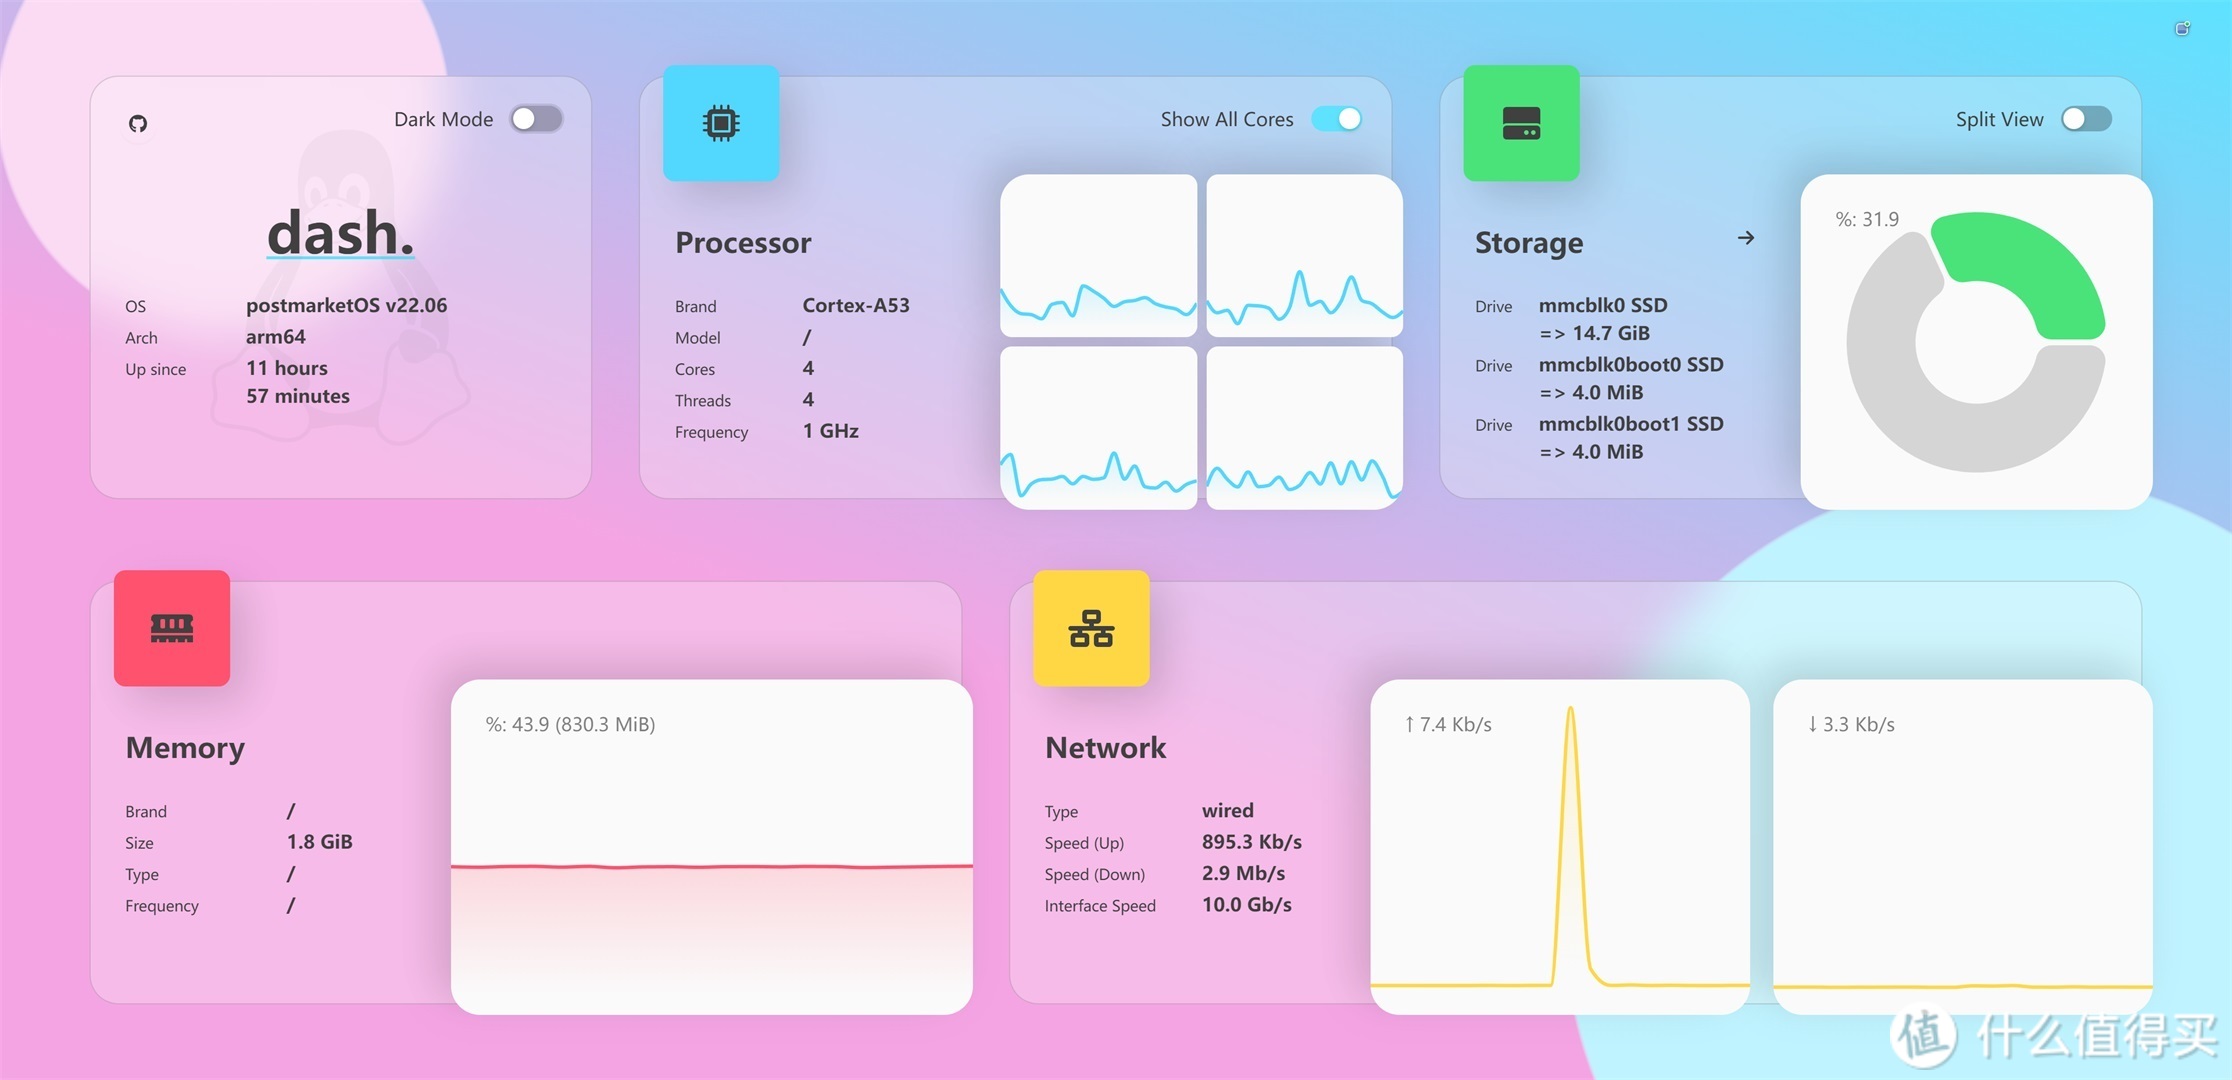 Dark Mode
dash.
OS postmarketOS v22.06
Arch arm64
Up since 11 hours
57 minutes
Show All Cores
Processor
Brand Cortex-A53
Model /
Cores 4
Threads 4
Frequency 1 GHz
Split View
Storage →
Drive mmcblk0 SSD
=> 14.7 GiB
Drive mmcblk0boot0 SSD
=> 4.0 MiB
Drive mmcblk0boot1 SSD
=> 4.0 MiB
%: 31.9
Memory
Brand /
Size 1.8 GiB
Type /
Frequency /
%: 43.9 (830.3 MiB)
Network
Type wired
Speed (Up) 895.3 Kb/s
Speed (Down) 2.9 Mb/s
Interface Speed 10.0 Gb/s
↑ 7.4 Kb/s
↓ 3.3 Kb/s
值 什么值得买